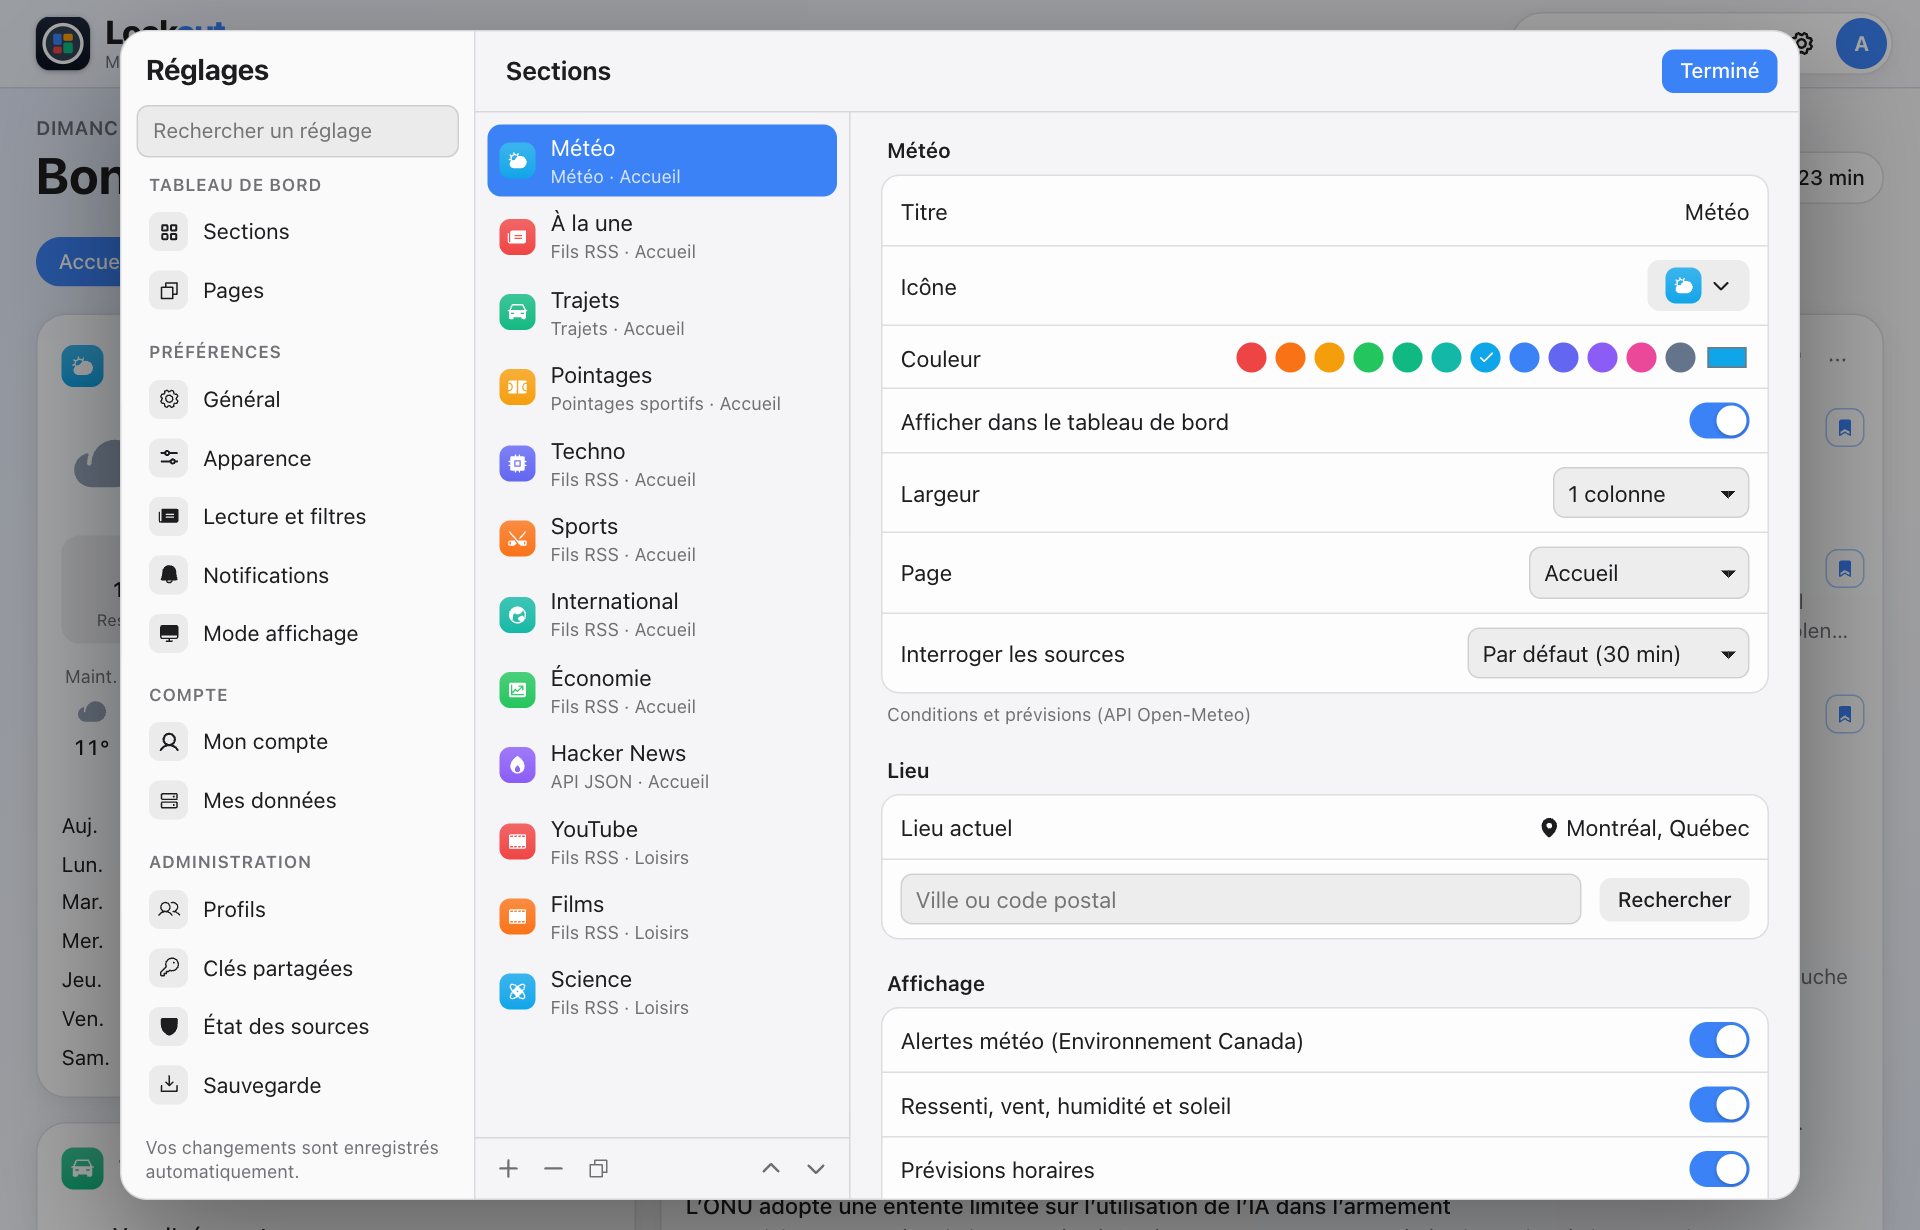 Réglages
Rechercher un réglage
TABLEAU DE BORD
Sections
Pages
PRÉFÉRENCES
Général
Apparence
Lecture et filtres
Notifications
Mode affichage
COMPTE
Mon compte
Mes données
ADMINISTRATION
Profils
Clés partagées
État des sources
Sauvegarde
Vos changements sont enregistrés
automatiquement.
Sections
Terminé
Météo
Météo · Accueil
À la une
Fils RSS · Accueil
Trajets
Trajets · Accueil
Pointages
Pointages sportifs · Accueil
Techno
Fils RSS · Accueil
Sports
Fils RSS · Accueil
International
Fils RSS · Accueil
Économie
Fils RSS · Accueil
Hacker News
API JSON · Accueil
YouTube
Fils RSS · Loisirs
Films
Fils RSS · Loisirs
Science
Fils RSS · Loisirs
Météo
Titre
Météo
Icône
Couleur
Afficher dans le tableau de bord
Largeur
1 colonne
Page
Accueil
Interroger les sources
Par défaut (30 min)
Conditions et prévisions (API Open-Meteo)
Lieu
Lieu actuel
Montréal, Québec
Ville ou code postal
Rechercher
Affichage
Alertes météo (Environnement Canada)
Ressenti, vent, humidité et soleil
Prévisions horaires
A
23 min
Maint.
11°
Auj.
Lun.
Mar.
Mer.
Jeu.
Ven.
Sam.
L'ONU adopte une entente limitée sur l'utilisation de l'IA dans l'armement